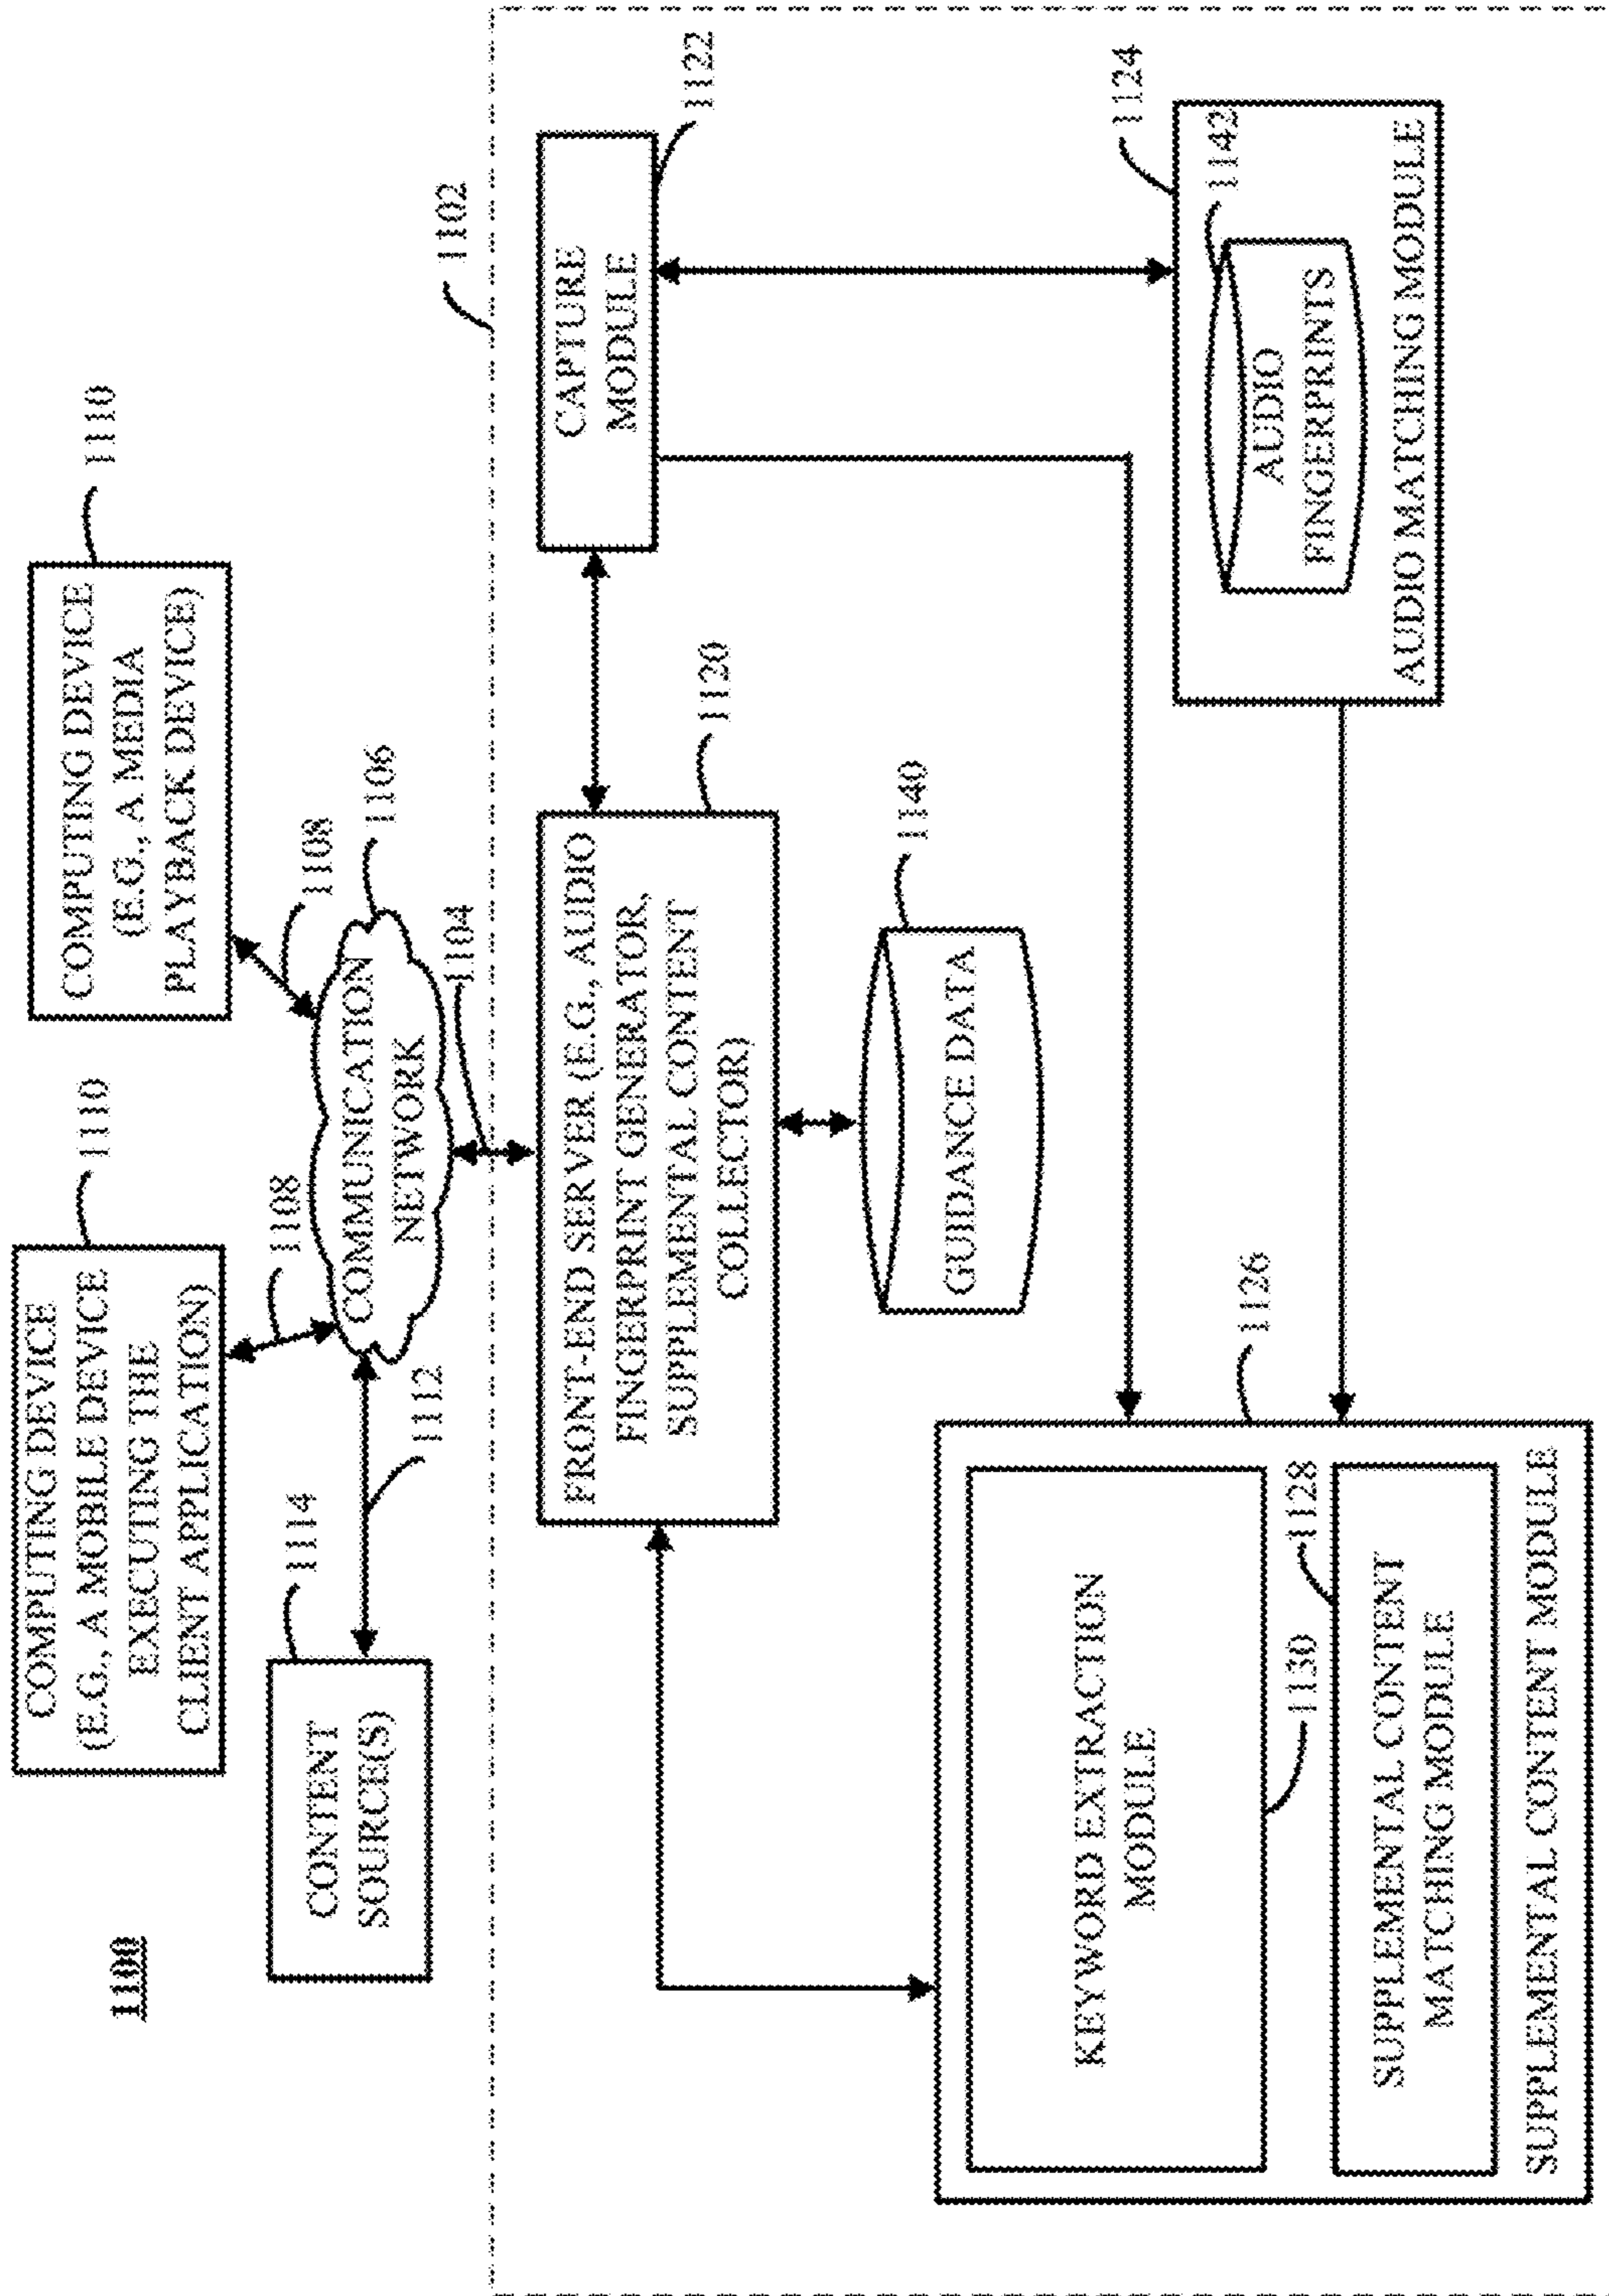 1100
COMPUTING DEVICE
(E.G., A MOBILE DEVICE
EXECUTING THE
CLIENT APPLICATION)
1110
COMPUTING DEVICE
(E.G., A MEDIA
PLAYBACK DEVICE)
1110
CONTENT
SOURCE(S)
1114
1108
1108
COMMUNICATION
NETWORK
1106
1112
1104
1102
FRONT-END SERVER (E.G., AUDIO
FINGERPRINT GENERATOR,
SUPPLEMENTAL CONTENT
COLLECTOR)
1120
CAPTURE
MODULE
1122
GUIDANCE DATA
1140
KEYWORD EXTRACTION
MODULE
1130
1126
SUPPLEMENTAL CONTENT
MATCHING MODULE
1128
SUPPLEMENTAL CONTENT MODULE
1124
1142
AUDIO
FINGERPRINTS
AUDIO MATCHING MODULE